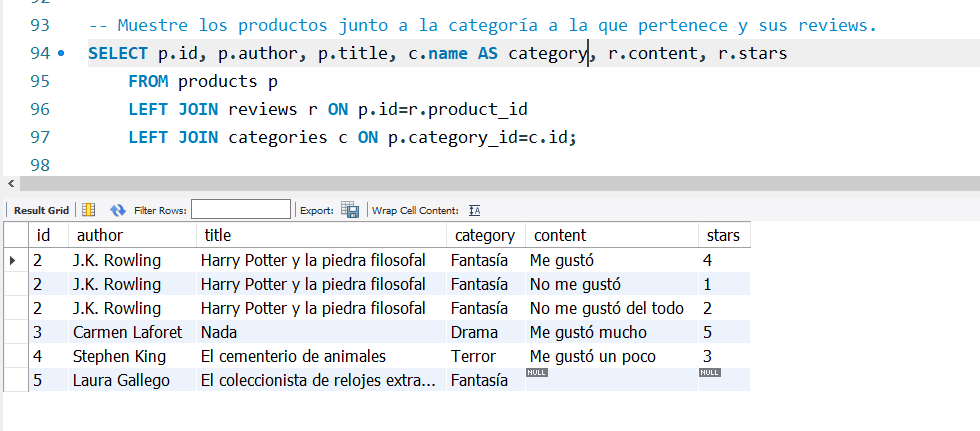 93 -- Muestre los productos junto a la categoría a la que pertenece y sus reviews.
94 SELECT p.id, p.author, p.title, c.name AS category, r.content, r.stars
95 FROM products p
96 LEFT JOIN reviews r ON p.id=r.product_id
97 LEFT JOIN categories c ON p.category_id=c.id;
98
Result Grid Filter Rows: Export: Wrap Cell Content: IA
id author title category content stars
2 J.K. Rowling Harry Potter y la piedra filosofal Fantasía Me gustó 4
2 J.K. Rowling Harry Potter y la piedra filosofal Fantasía No me gustó 1
2 J.K. Rowling Harry Potter y la piedra filosofal Fantasía No me gustó del todo 2
3 Carmen Laforet Nada Drama Me gustó mucho 5
4 Stephen King El cementerio de animales Terror Me gustó un poco 3
5 Laura Gallego El coleccionista de relojes extra... Fantasía NULL NULL